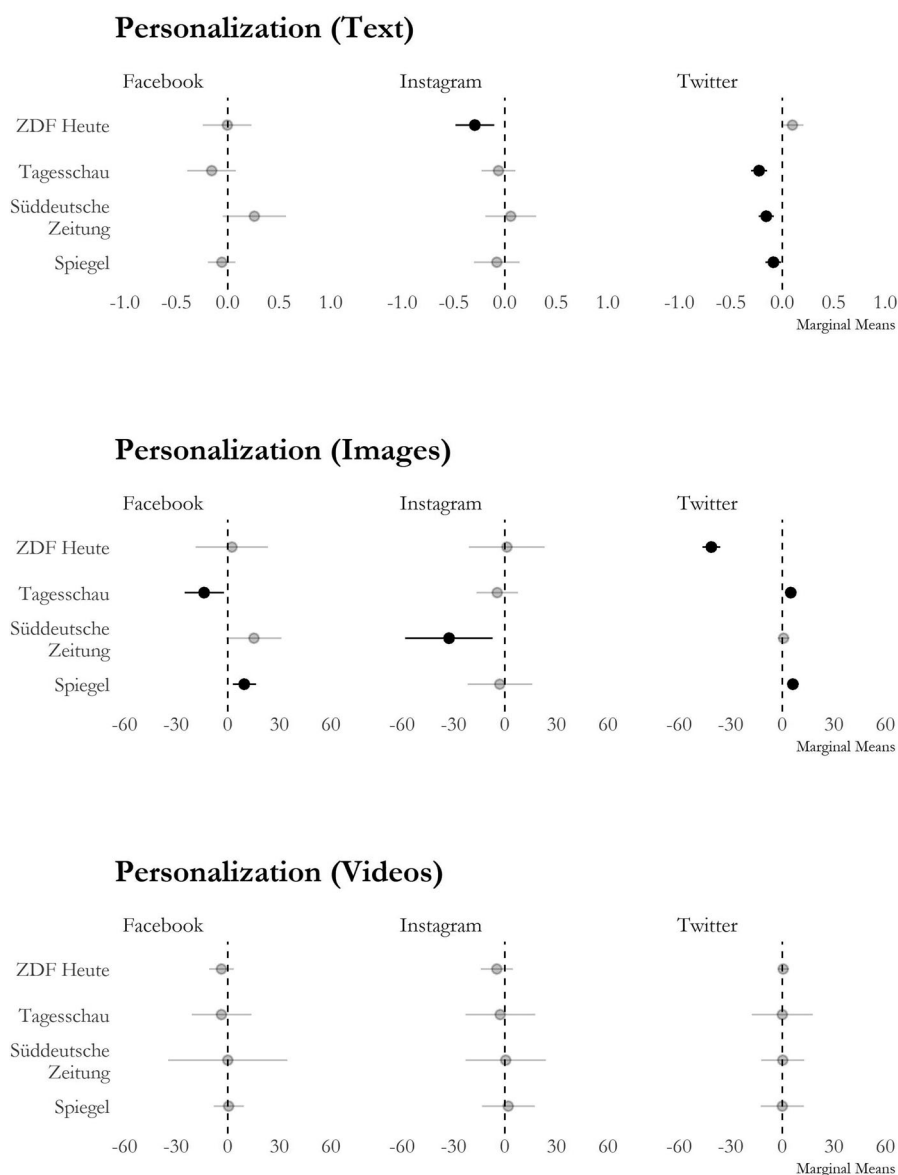 Personalization (Text)
Facebook Instagram Twitter
ZDF Heute
Tagesschau
Süddeutsche
Zeitung
Spiegel
-1.0 -0.5 0.0 0.5 1.0 -1.0 -0.5 0.0 0.5 1.0 -1.0 -0.5 0.0 0.5 1.0
Marginal Means
Personalization (Images)
Facebook Instagram Twitter
ZDF Heute
Tagesschau
Süddeutsche
Zeitung
Spiegel
-60 -30 0 30 60 -60 -30 0 30 60 -60 -30 0 30 60
Marginal Means
Personalization (Videos)
Facebook Instagram Twitter
ZDF Heute
Tagesschau
Süddeutsche
Zeitung
Spiegel
-60 -30 0 30 60 -60 -30 0 30 60 -60 -30 0 30 60
Marginal Means